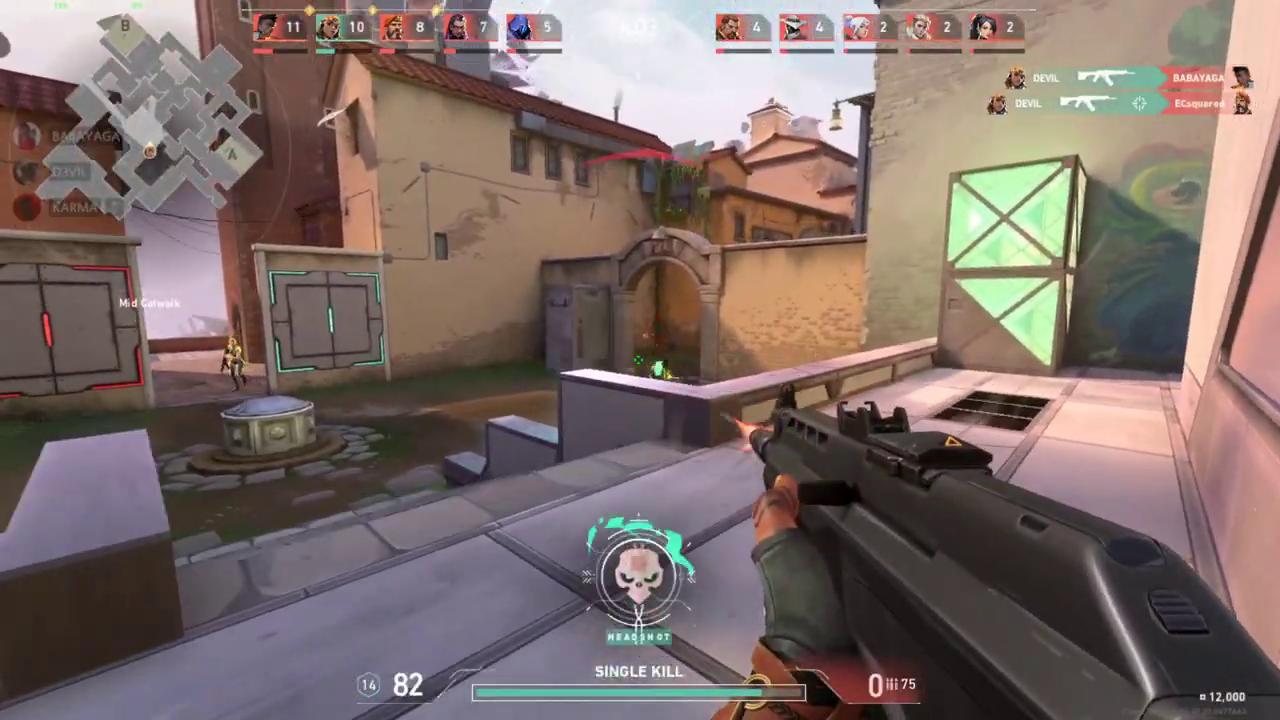 11 10 8 7 5 4 4 2 2 2
B
A
DEVIL BABAYAGA
DEVIL ECsquared
BABAYAGA
D3VIL
KARMA
Mid Catwalk
HEADSHOT
SINGLE KILL
14 82
0 75
12,000